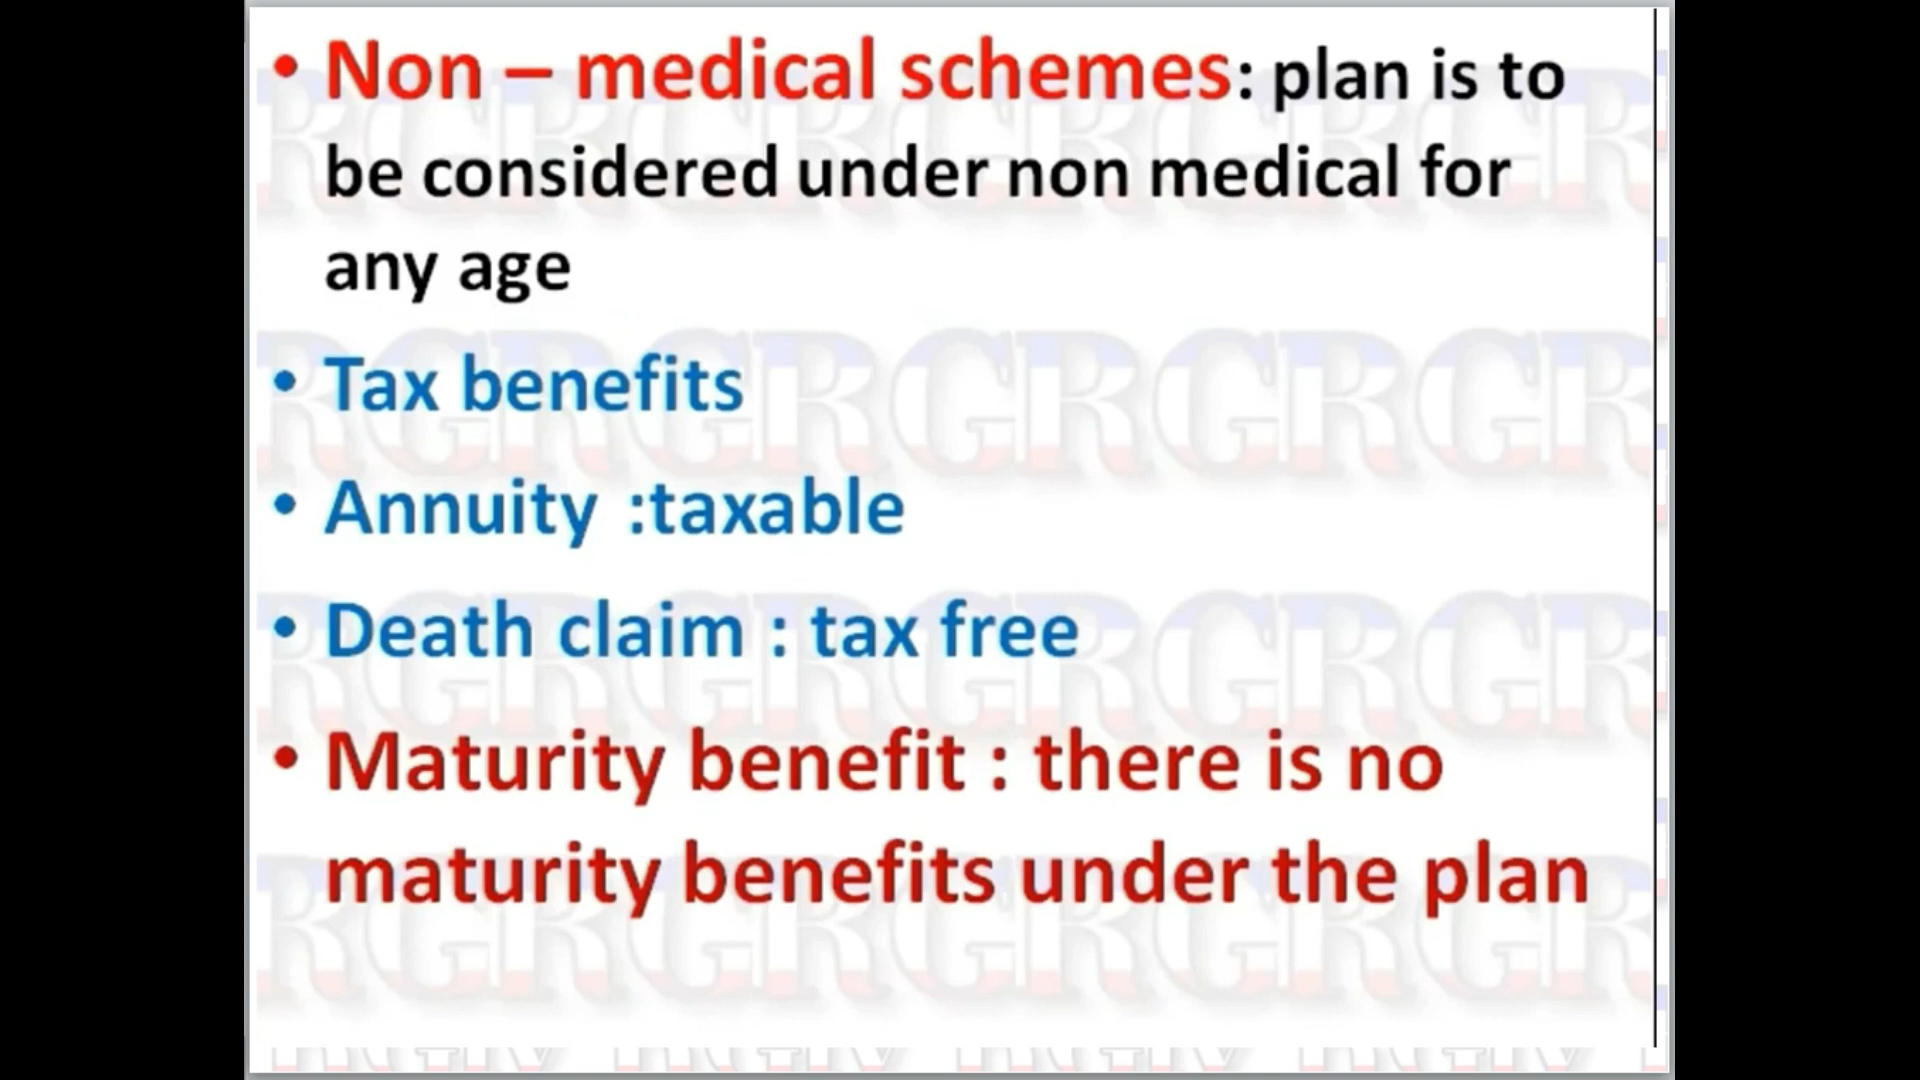 • Non – medical schemes: plan is to
be considered under non medical for
any age
• Tax benefits
• Annuity :taxable
• Death claim : tax free
• Maturity benefit : there is no
maturity benefits under the plan